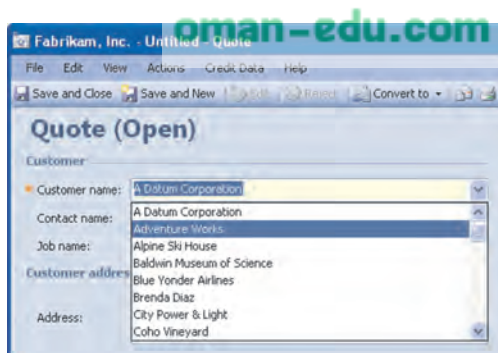 oman-edu.com
Fabrikam, Inc. - Untitled - Quote
File Edit View Actions Credit Data Help
Save and Close Save and New Edit Reject Convert to
Quote (Open)
Customer
Customer name: A Datum Corporation
Contact name: A Datum Corporation
Adventure Works
Job name: Alpine Ski House
Baldwin Museum of Science
Customer addres Blue Yonder Airlines
Brenda Diaz
Address: City Power & Light
Coho Vineyard